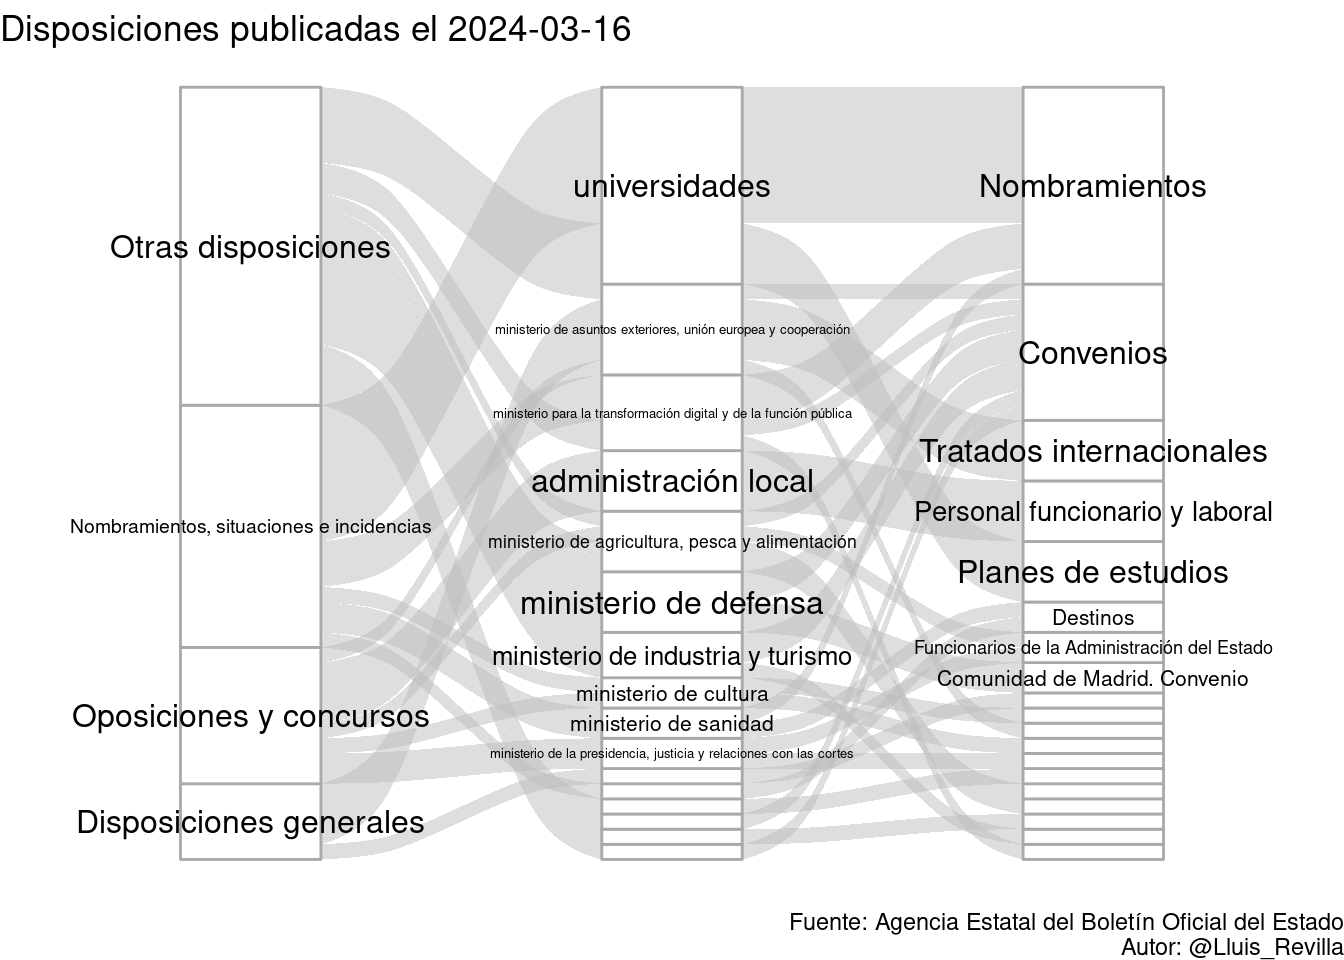 Disposiciones publicadas el 2024-03-16
Otras disposiciones
Nombramientos, situaciones e incidencias
Oposiciones y concursos
Disposiciones generales
universidades
ministerio de asuntos exteriores, unión europea y cooperación
ministerio para la transformación digital y de la función pública
administración local
ministerio de agricultura, pesca y alimentación
ministerio de defensa
ministerio de industria y turismo
ministerio de cultura
ministerio de sanidad
ministerio de la presidencia, justicia y relaciones con las cortes
Nombramientos
Convenios
Tratados internacionales
Personal funcionario y laboral
Planes de estudios
Destinos
Funcionarios de la Administración del Estado
Comunidad de Madrid. Convenio
Fuente: Agencia Estatal del Boletín Oficial del Estado
Autor: @Lluis_Revilla